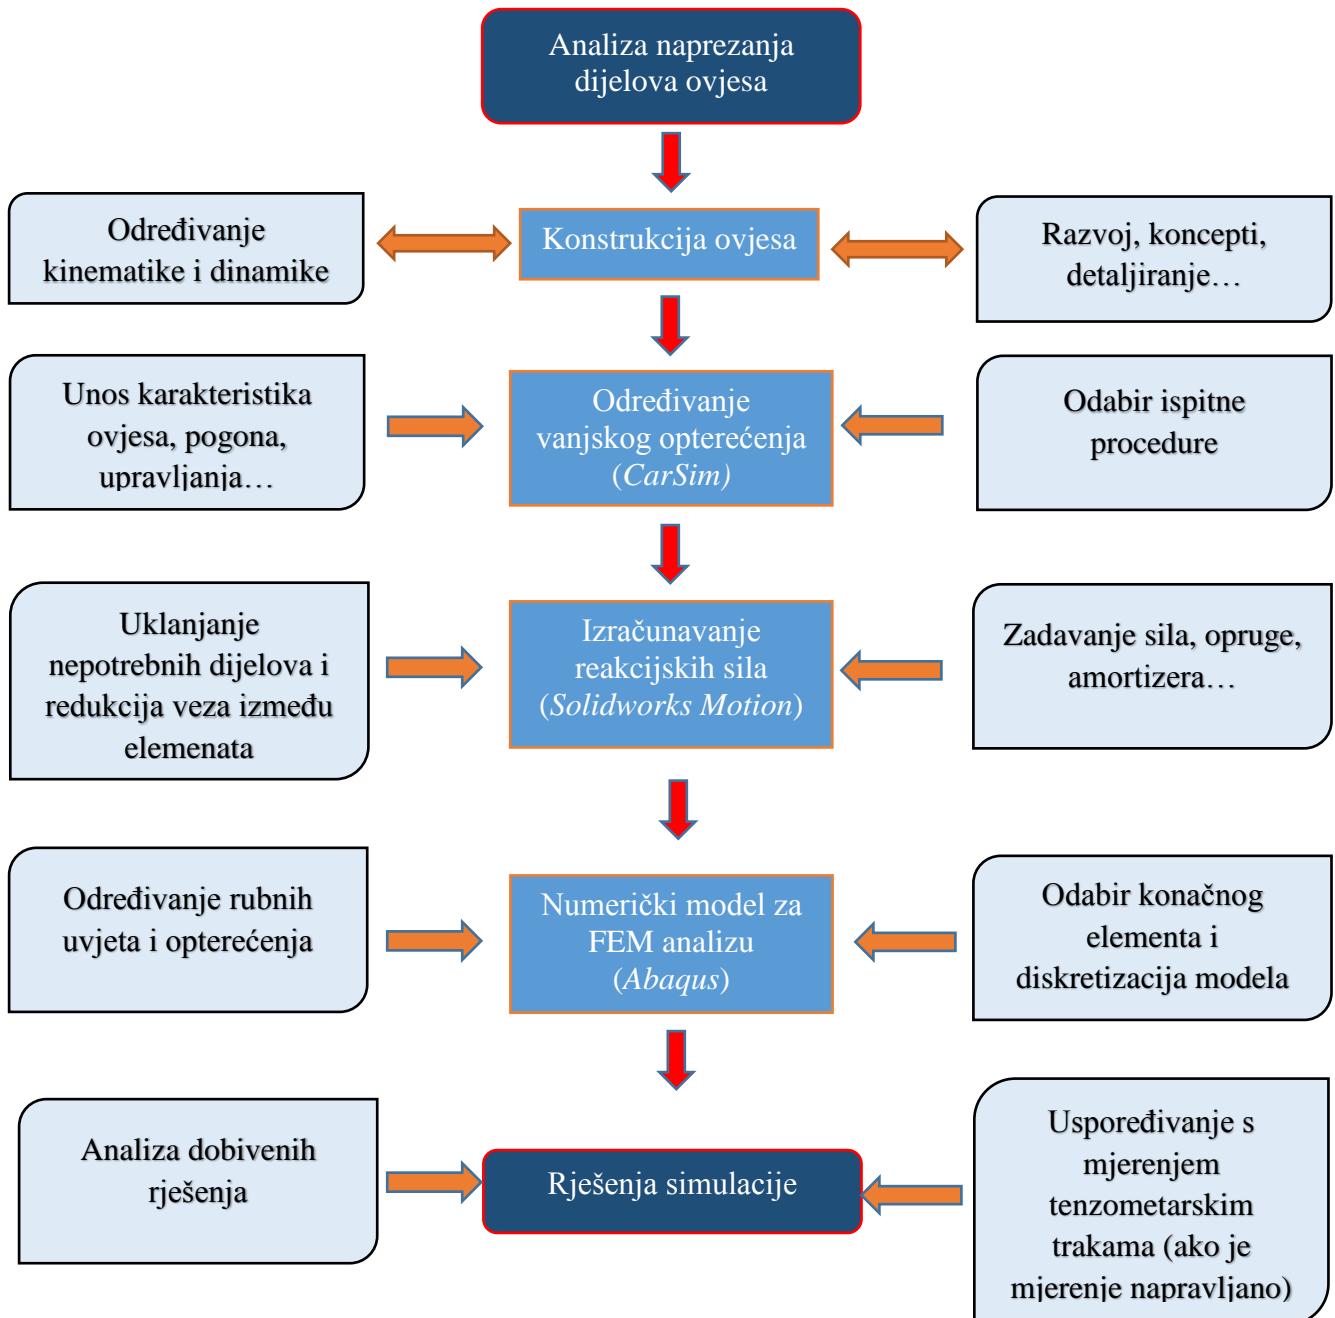 Analiza naprezanja
dijelova ovjesa
Određivanje
kinematike i dinamike
Konstrukcija ovjesa
Razvoj, koncepti,
detaljiranje…
Unos karakteristika
ovjesa, pogona,
upravljanja…
Određivanje
vanjskog opterećenja
(CarSim)
Odabir ispitne
procedure
Uklanjanje
nepotrebnih dijelova i
redukcija veza između
elemenata
Izračunavanje
reakcijskih sila
(Solidworks Motion)
Zadavanje sila, opruge,
amortizera…
Određivanje rubnih
uvjeta i opterećenja
Numerički model za
FEM analizu
(Abaqus)
Odabir konačnog
elementa i
diskretizacija modela
Analiza dobivenih
rješenja
Rješenja simulacije
Uspoređivanje s
mjerenjem
tenzometarskim
trakama (ako je
mjerenje napravljano)